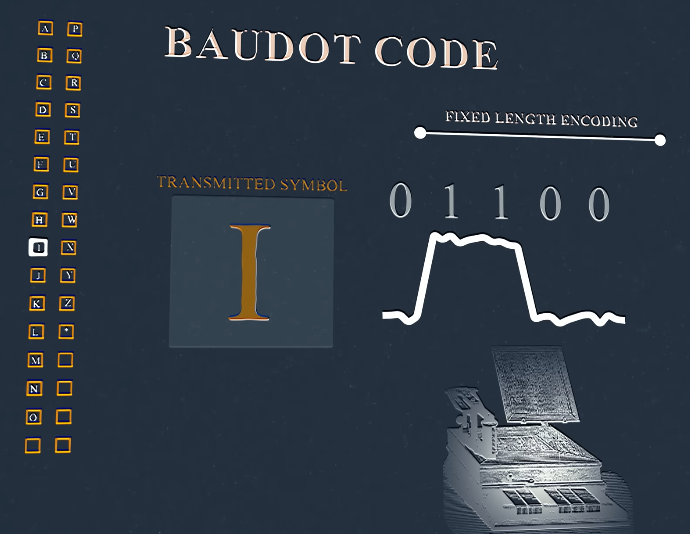 BAUDOT CODE
FIXED LENGTH ENCODING
TRANSMITTED SYMBOL
I
0 1 1 0 0
A P
B Q
C R
D S
E T
F U
G V
H W
I X
J Y
K Z
L *
M
N
O